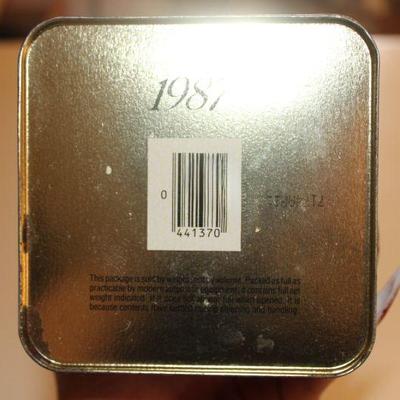 1987
0
441370
This package is sold by weight, not by volume. Packed as full as
practicable by modern automatic equipment, it contains full net
weight indicated. If it does not appear full when opened, it is
because contents have settled during shipping and handling.